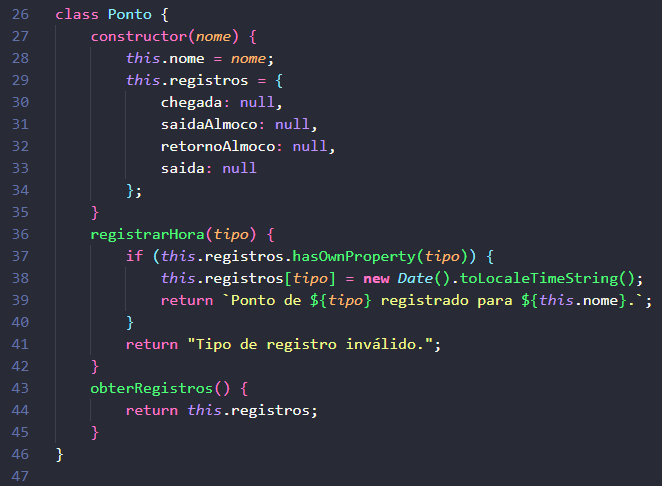 26 class Ponto {
27     constructor(nome) {
28         this.nome = nome;
29         this.registros = {
30             chegada: null,
31             saidaAlmoco: null,
32             retornoAlmoco: null,
33             saida: null
34         };
35     }
36     registrarHora(tipo) {
37         if (this.registros.hasOwnProperty(tipo)) {
38             this.registros[tipo] = new Date().toLocaleTimeString();
39             return `Ponto de ${tipo} registrado para ${this.nome}.`;
40         }
41         return "Tipo de registro inválido.";
42     }
43     obterRegistros() {
44         return this.registros;
45     }
46 }
47